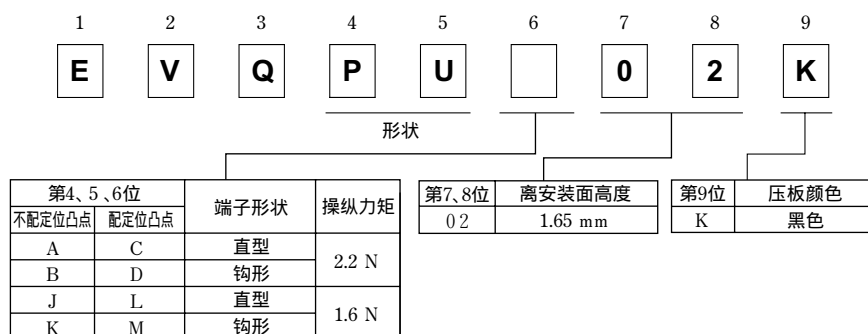 1 2 3 4 5 6 7 8 9
E V Q P U 0 2 K
形状
第4、5、6位 端子形状 操纵力矩
不配定位凸点 配定位凸点
A C 直型 2.2 N
B D 钩形
J L 直型 1.6 N
K M 钩形
第7、8位 离安装面高度
02 1.65 mm
第9位 压板颜色
K 黑色